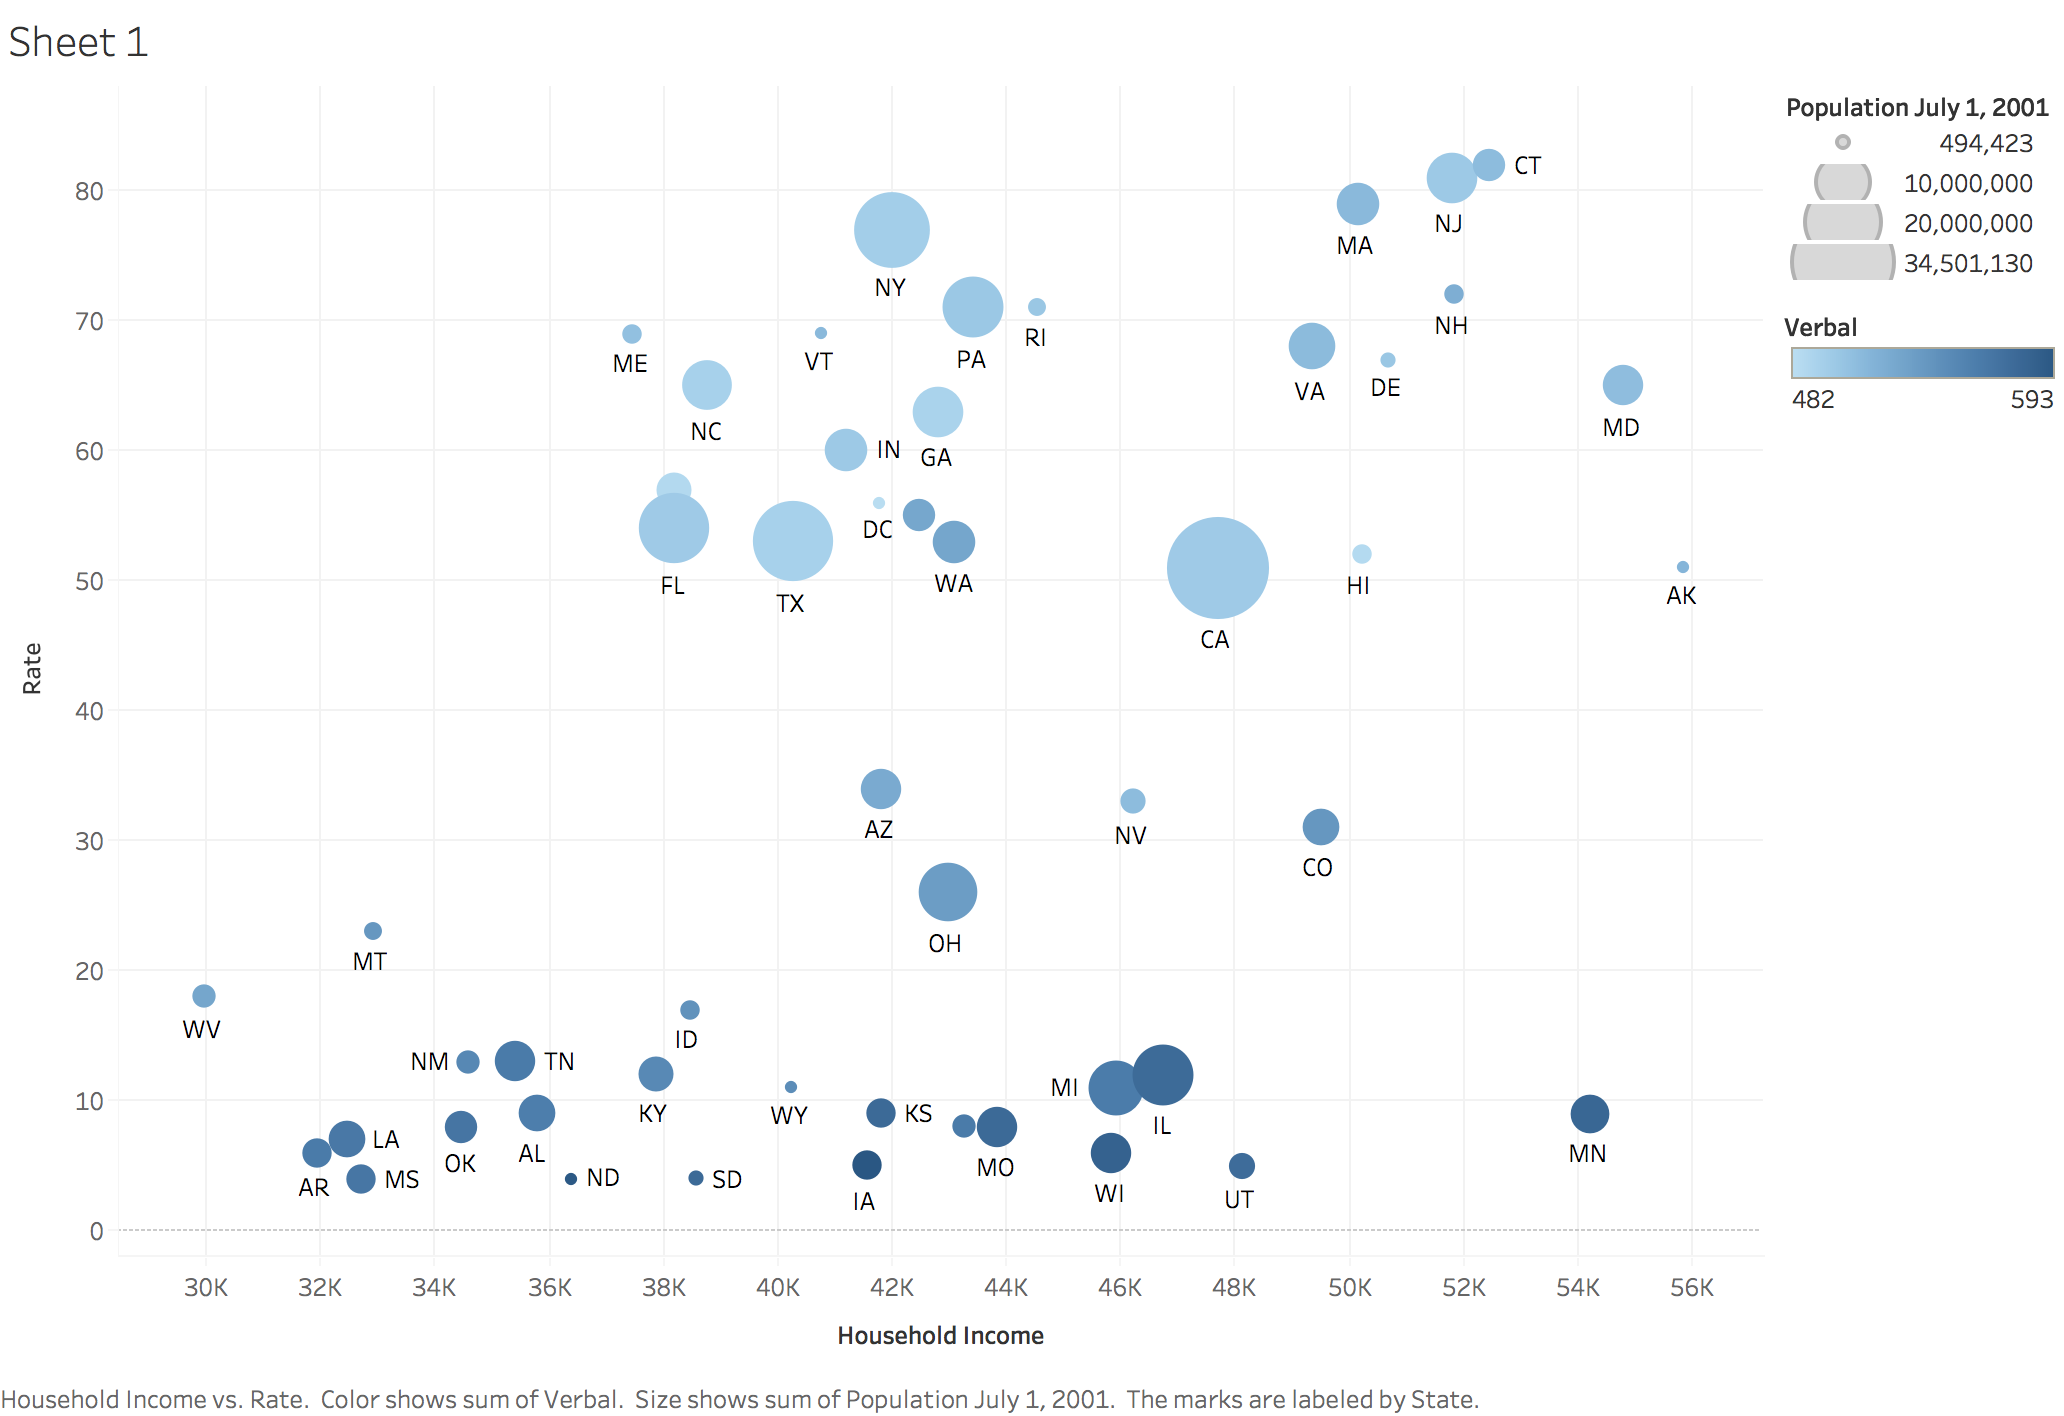 Sheet 1
Population July 1, 2001
494,423
10,000,000
20,000,000
34,501,130
Verbal
482 593
Rate
80
70
60
50
40
30
20
10
0
CT
NJ
MA
NY
NH
RI
PA
VT
ME
VA
DE
MD
NC
IN
GA
DC
WA
FL
TX
HI
AK
CA
AZ
NV
CO
OH
MT
WV
ID
NM
TN
KY
WY
KS
MI
IL
LA
OK
AL
MO
MN
AR
MS
ND
SD
IA
WI
UT
30K 32K 34K 36K 38K 40K 42K 44K 46K 48K 50K 52K 54K 56K
Household Income
Household Income vs. Rate. Color shows sum of Verbal. Size shows sum of Population July 1, 2001. The marks are labeled by State.